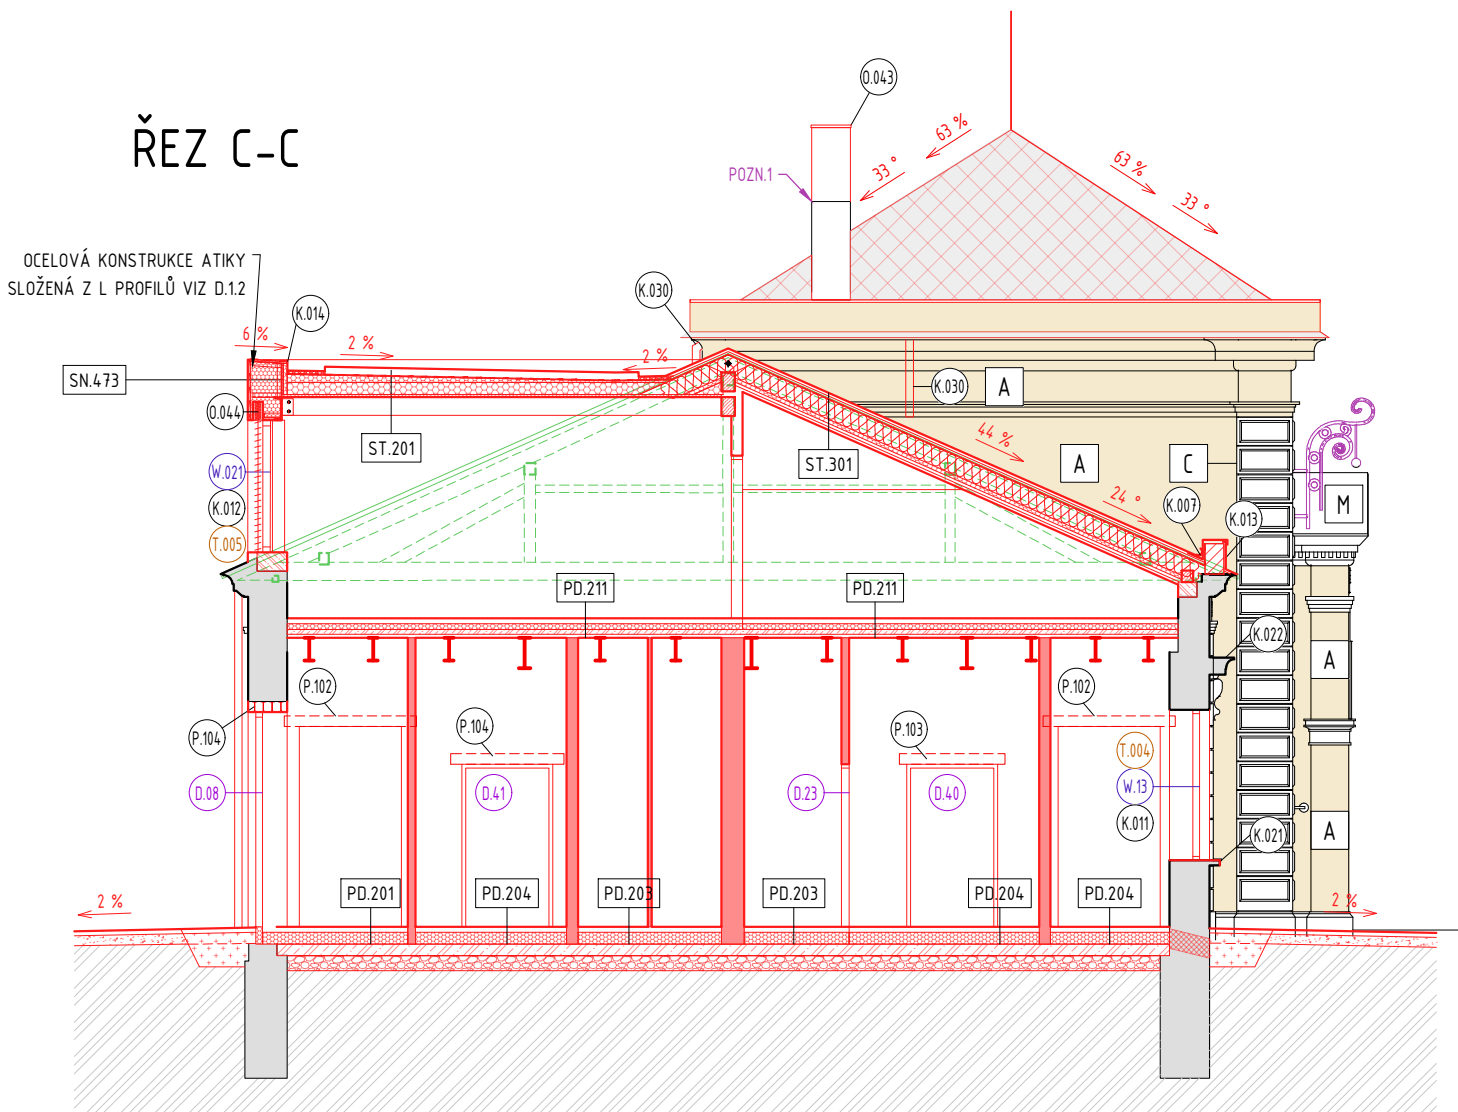 ŘEZ C-C
O.043
63 %
33 °
63 %
33 °
POZN.1
OCELOVÁ KONSTRUKCE ATIKY
SLOŽENÁ Z L PROFILŮ VIZ D.1.2
K.030
K.014
6 %
2 %
2 %
SN.473
K.030
A
O.044
ST.201
44 %
ST.301
A
C
W.021
K.012
T.005
24 °
K.007
K.013
M
PD.211
PD.211
K.022
A
P.102
P.102
P.104
P.104
P.103
T.004
D.08
D.41
D.23
D.40
W.13
K.011
K.021
A
PD.201
PD.204
PD.203
PD.203
PD.204
PD.204
2 %
2 %